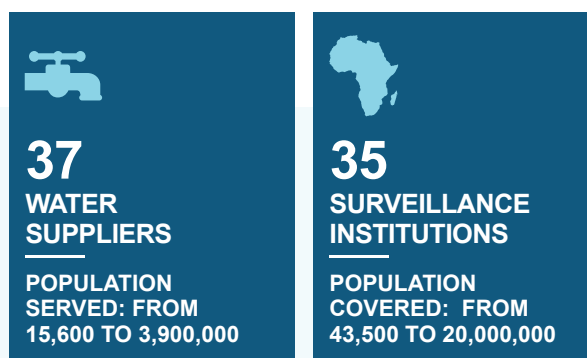 37
WATER
SUPPLIERS
POPULATION
SERVED: FROM
15,600 TO 3,900,000
35
SURVEILLANCE
INSTITUTIONS
POPULATION
COVERED: FROM
43,500 TO 20,000,000